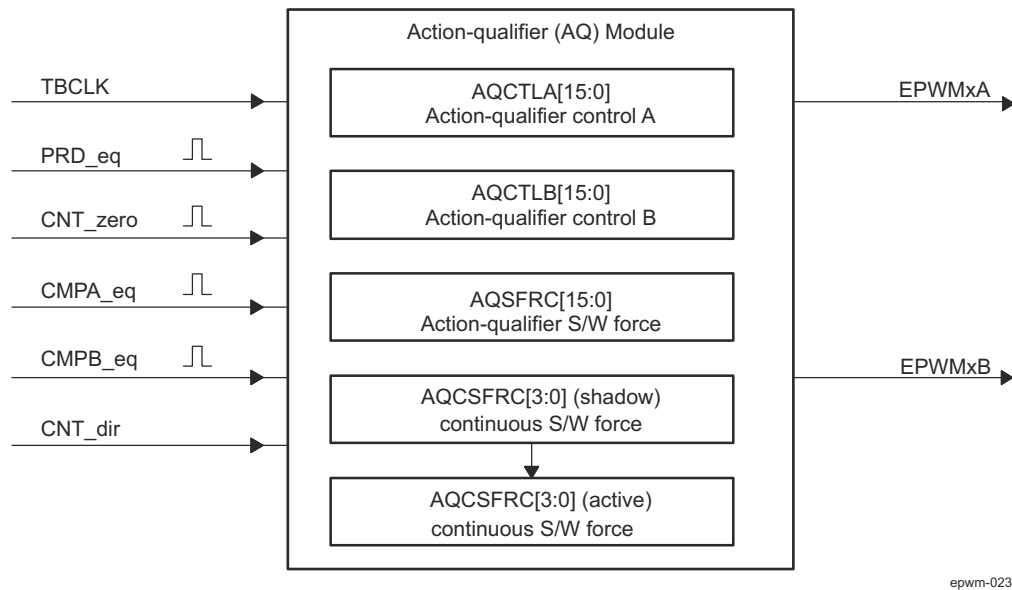 Action-qualifier (AQ) Module
TBCLK
PRD_eq
CNT_zero
CMPA_eq
CMPB_eq
CNT_dir
AQCTLA[15:0]
Action-qualifier control A
AQCTLB[15:0]
Action-qualifier control B
AQSFRC[15:0]
Action-qualifier S/W force
AQCSFRC[3:0] (shadow)
continuous S/W force
AQCSFRC[3:0] (active)
continuous S/W force
EPWMxA
EPWMxB
epwm-023